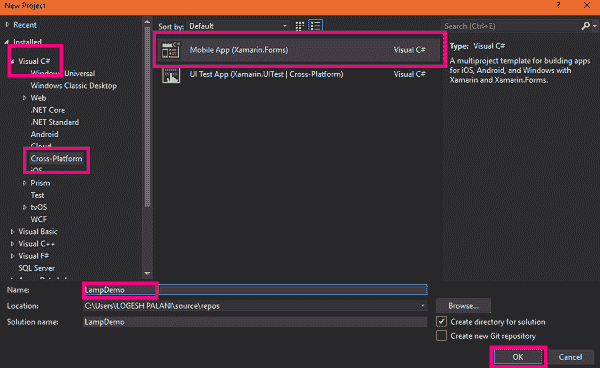 New Project
Recent
Installed
Visual C#
Windows Universal
Windows Classic Desktop
Web
.NET Core
.NET Standard
Android
Cloud
Cross-Platform
iOS
Prism
Test
tvOS
WCF
Visual Basic
Visual C++
Visual F#
SQL Server
Sort by: Default
Mobile App (Xamarin.Forms) Visual C#
UI Test App (Xamarin.UITest | Cross-Platform) Visual C#
Search (Ctrl+E)
Type: Visual C#
A multiproject template for building apps
for iOS, Android, and Windows with
Xamarin and Xamarin.Forms.
Name: LampDemo
Location: C:\Users\LOGESH PALANI\source\repos
Browse...
Solution name: LampDemo
Create directory for solution
Create new Git repository
OK Cancel